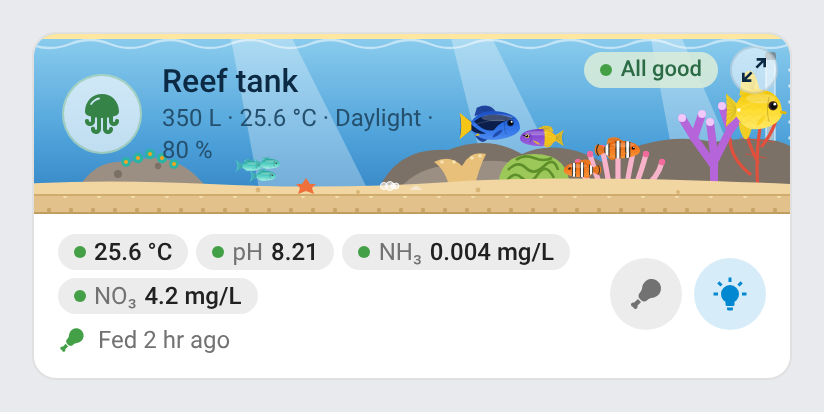 Reef tank
350 L · 25.6 °C · Daylight ·
80 %
All good
25.6 °C
pH 8.21
NH₃ 0.004 mg/L
NO₃ 4.2 mg/L
Fed 2 hr ago